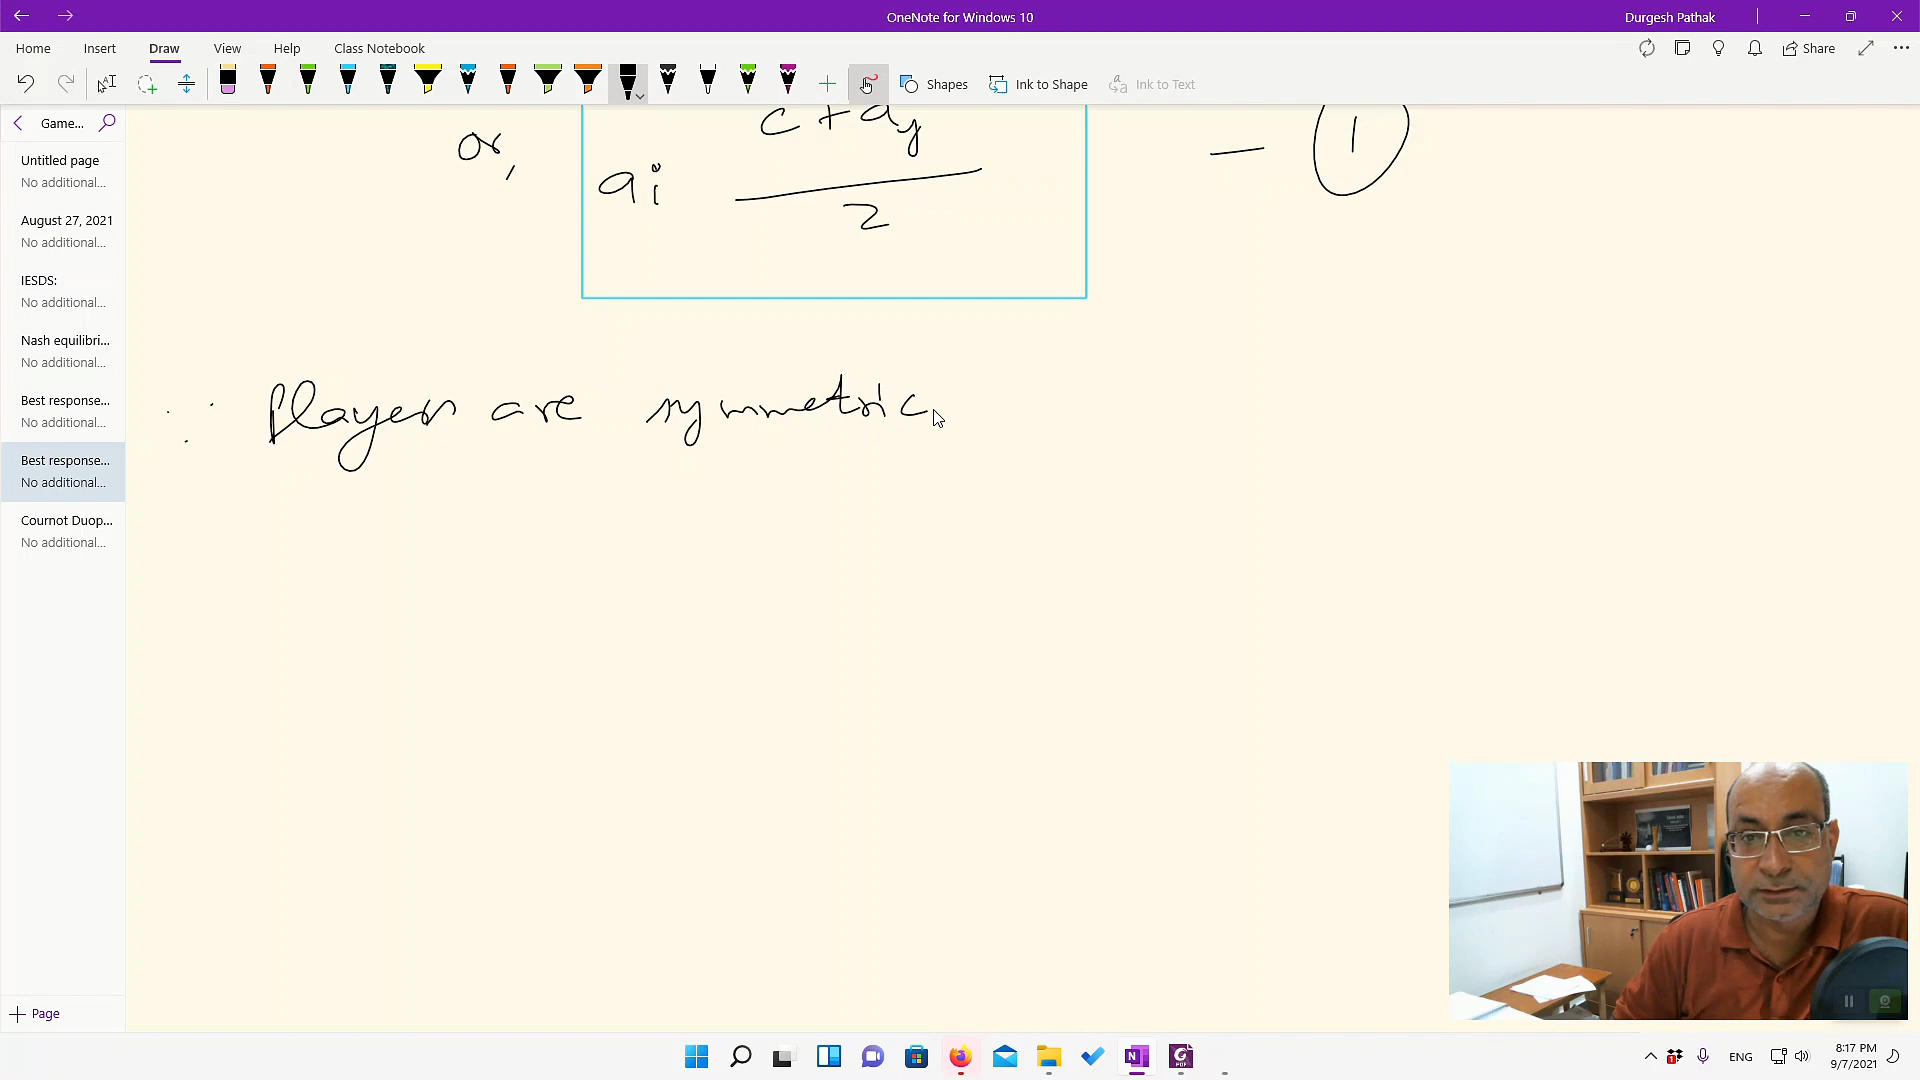 OneNote for Windows 10
Durgesh Pathak
Home Insert Draw View Help Class Notebook
Share
Shapes
Ink to Shape
Ink to Text
Game...
Untitled page
No additional...
August 27, 2021
No additional...
IESDS:
No additional...
Nash equilibri...
No additional...
Best response...
No additional...
Best response...
No additional...
Cournot Duop...
No additional...
Page
or,
ai
2
— 1
∵ Players are symmetric
ENG
8:17 PM
9/7/2021